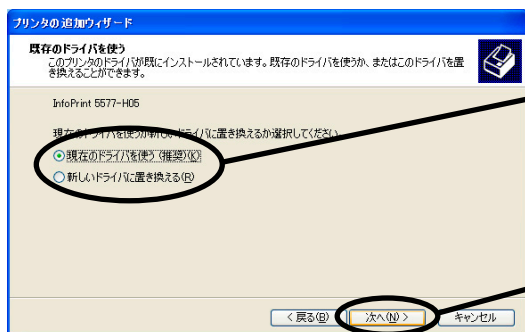 プリンタの追加ウィザード
既存のドライバを使う
このプリンタのドライバが既にインストールされています。既存のドライバを使うか、またはこのドライバを置
き換えることができます。
InfoPrint 5577-H05
現在のドライバを使うか新しいドライバに置き換えるか選択してください。
現在のドライバを使う (推奨)(K)
新しいドライバに置き換える(R)
< 戻る(B) 次へ(N) > キャンセル